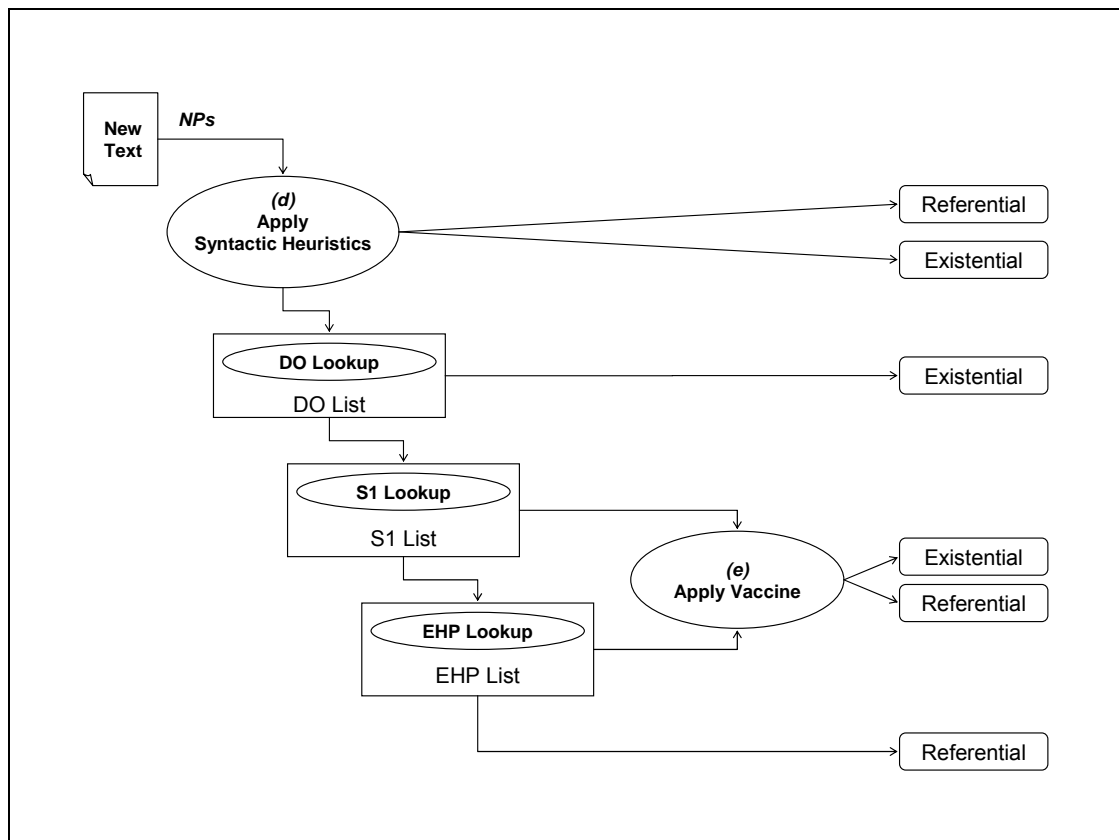 New
Text
NPs
(d)
Apply
Syntactic Heuristics
Referential
Existential
DO Lookup
DO List
Existential
S1 Lookup
S1 List
(e)
Apply Vaccine
Existential
Referential
EHP Lookup
EHP List
Referential